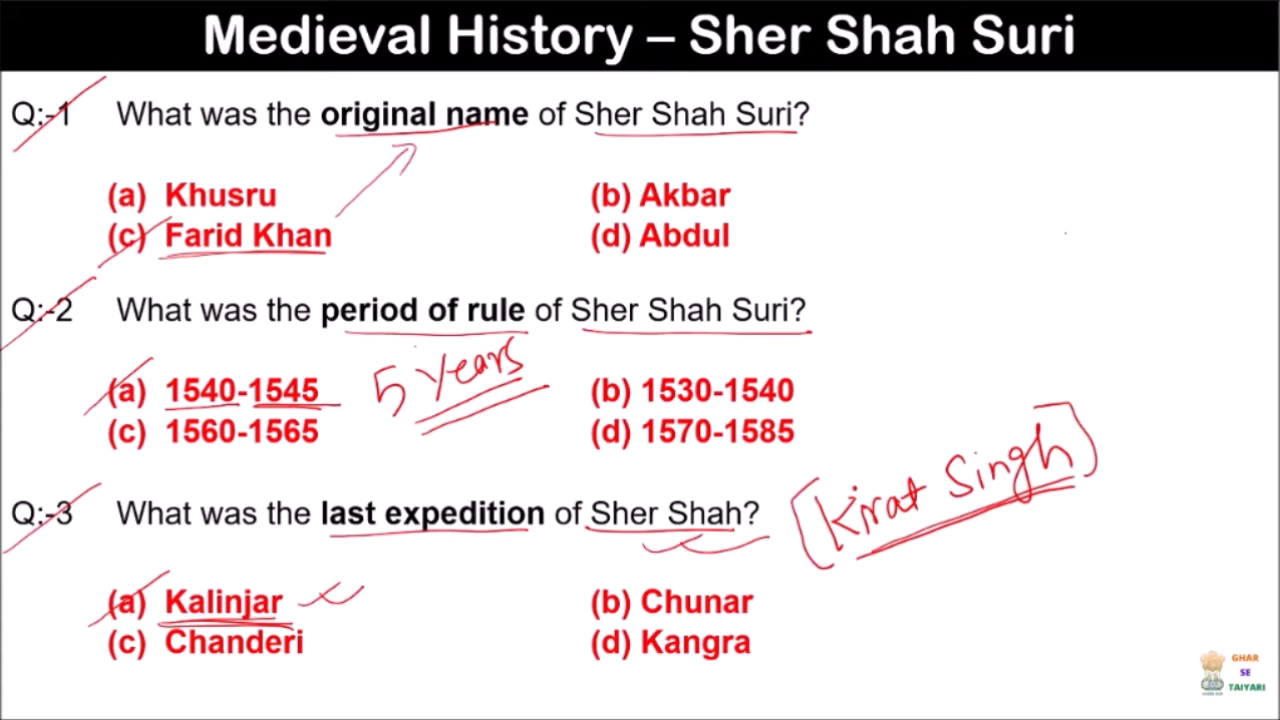 Medieval History – Sher Shah Suri
Q:-1 What was the original name of Sher Shah Suri?
(a) Khusru (b) Akbar
(c) Farid Khan (d) Abdul
Q:-2 What was the period of rule of Sher Shah Suri?
5 Years
(a) 1540-1545 (b) 1530-1540
(c) 1560-1565 (d) 1570-1585
Q:-3 What was the last expedition of Sher Shah?
[Kirat Singh]
(a) Kalinjar (b) Chunar
(c) Chanderi (d) Kangra
GHAR
SE
TAIYARI